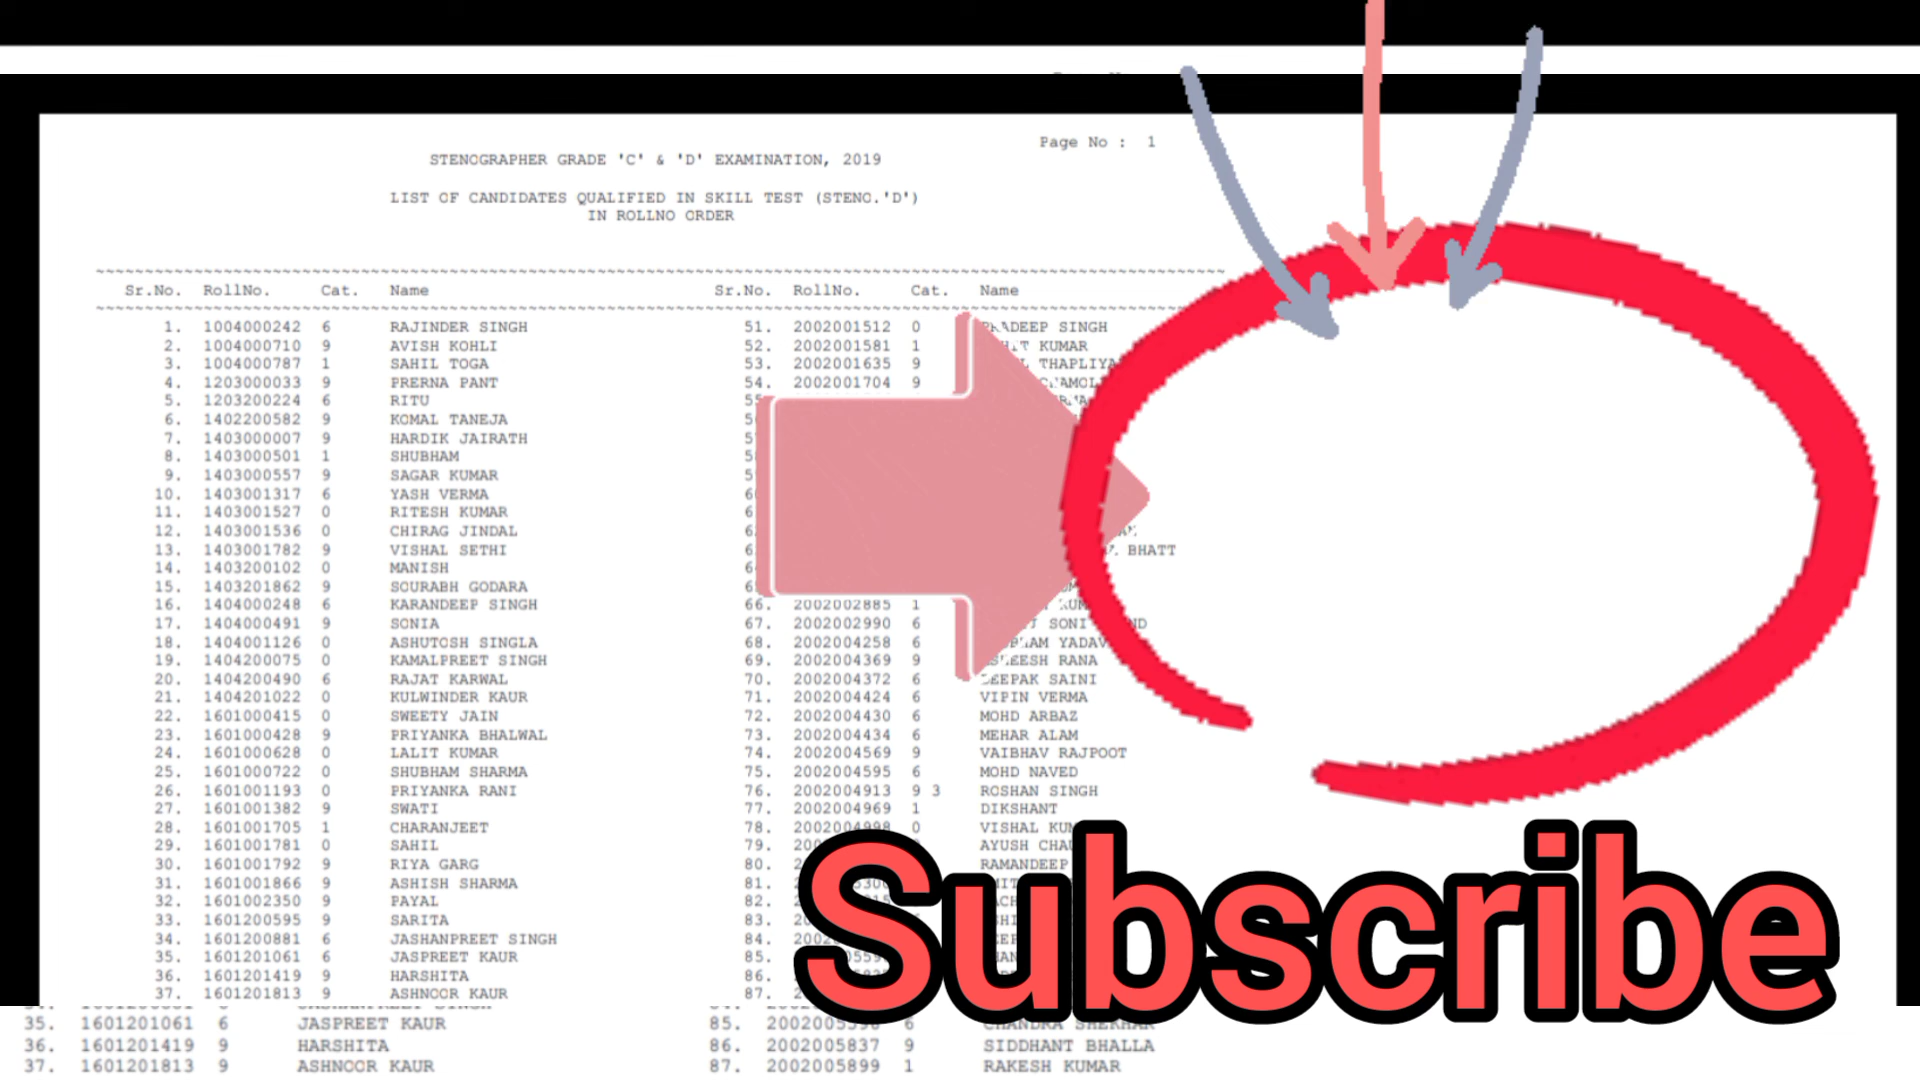 Page No : 1
STENOGRAPHER GRADE 'C' & 'D' EXAMINATION, 2019
LIST OF CANDIDATES QUALIFIED IN SKILL TEST (STENO.'D')
IN ROLLNO ORDER
Sr.No. RollNo. Cat. Name Sr.No. RollNo. Cat. Name
1. 1004000242 6 RAJINDER SINGH 51. 2002001512 0 PRADEEP SINGH
2. 1004000710 9 AVISH KOHLI 52. 2002001581 1 KUMAR
3. 1004000787 1 SAHIL TOGA 53. 2002001635 9
4. 1203000033 9 PRERNA PANT 54. 2002001704 9
5. 1203200224 6 RITU
6. 1402200582 9 KOMAL TANEJA
7. 1403000007 9 HARDIK JAIRATH
8. 1403000501 1 SHUBHAM
9. 1403000557 9 SAGAR KUMAR
10. 1403001317 6 YASH VERMA
11. 1403001527 0 RITESH KUMAR
12. 1403001536 0 CHIRAG JINDAL
13. 1403001782 9 VISHAL SETHI BHATT
14. 1403200102 0 MANISH
15. 1403201862 9 SOURABH GODARA
16. 1404000248 6 KARANDEEP SINGH 66. 2002002885 1
17. 1404000491 9 SONIA 67. 2002002990 6 SONI
18. 1404001126 0 ASHUTOSH SINGLA 68. 2002004258 6 YADAV
19. 1404200075 0 KAMALPREET SINGH 69. 2002004369 9 RANA
20. 1404200490 6 RAJAT KARWAL 70. 2002004372 6 DEEPAK SAINI
21. 1404201022 0 KULWINDER KAUR 71. 2002004424 6 VIPIN VERMA
22. 1601000415 0 SWEETY JAIN 72. 2002004430 6 MOHD ARBAZ
23. 1601000428 9 PRIYANKA BHALWAL 73. 2002004434 6 MEHAR ALAM
24. 1601000628 0 LALIT KUMAR 74. 2002004569 9 VAIBHAV RAJPOOT
25. 1601000722 0 SHUBHAM SHARMA 75. 2002004595 6 MOHD NAVED
26. 1601001193 0 PRIYANKA RANI 76. 2002004913 9 3 ROSHAN SINGH
27. 1601001382 9 SWATI 77. 2002004969 1 DIKSHANT
28. 1601001705 1 CHARANJEET 78. 2002004998 0 VISHAL
29. 1601001781 0 SAHIL 79. AYUSH
30. 1601001792 9 RIYA GARG 80. RAMANDEEP
31. 1601001866 9 ASHISH SHARMA 81.
32. 1601002350 9 PAYAL 82.
33. 1601200595 9 SARITA 83.
34. 1601200881 6 JASHANPREET SINGH 84.
35. 1601201061 6 JASPREET KAUR 85.
36. 1601201419 9 HARSHITA 86.
37. 1601201813 9 ASHNOOR KAUR 87.
Subscribe
35. 1601201061 6 JASPREET KAUR 85. 6 CHANDRA SHEKHAR
36. 1601201419 9 HARSHITA 86. 2002005837 9 SIDDHANT BHALLA
37. 1601201813 9 ASHNOOR KAUR 87. 2002005899 1 RAKESH KUMAR